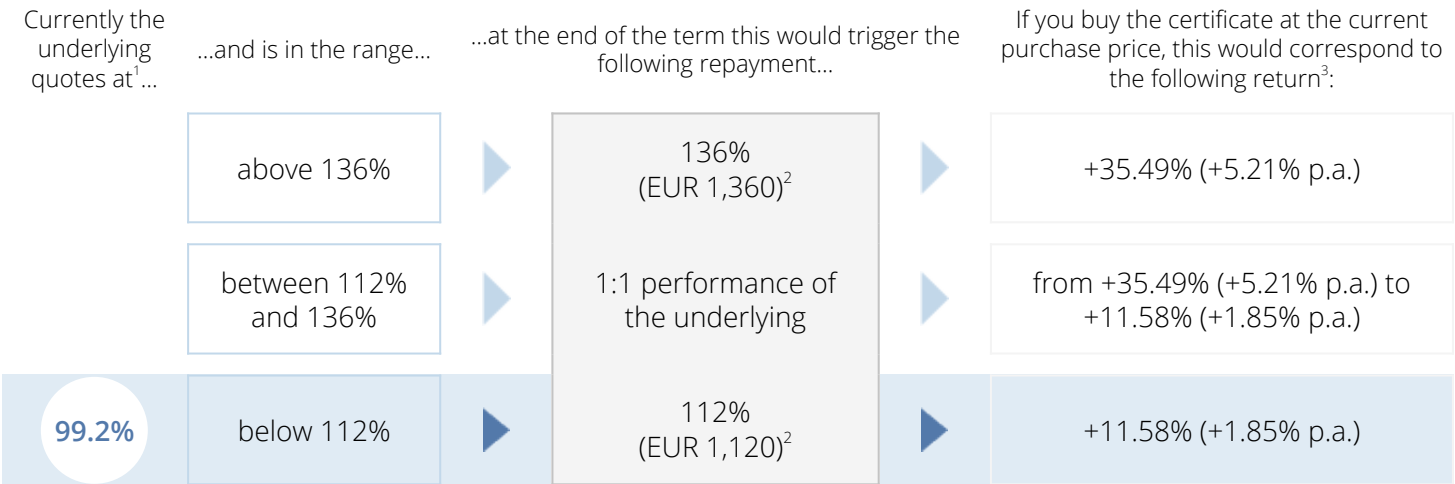 Currently the
underlying
quotes at¹...
...and is in the range...
...at the end of the term this would trigger the
following repayment...
If you buy the certificate at the current
purchase price, this would correspond to
the following return³:
above 136%
136%
(EUR 1,360)²
+35.49% (+5.21% p.a.)
between 112%
and 136%
1:1 performance of
the underlying
from +35.49% (+5.21% p.a.) to
+11.58% (+1.85% p.a.)
99.2%
below 112%
112%
(EUR 1,120)²
+11.58% (+1.85% p.a.)